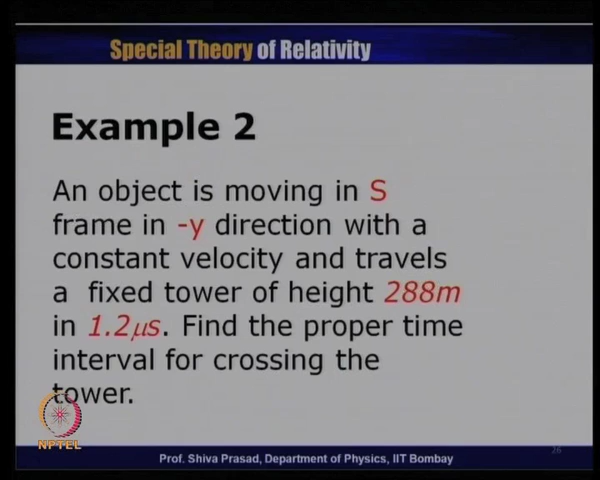 Special Theory of Relativity
Example 2
An object is moving in S
frame in -y direction with a
constant velocity and travels
a fixed tower of height 288m
in 1.2μs. Find the proper time
interval for crossing the
tower.
NPTEL
Prof. Shiva Prasad, Department of Physics, IIT Bombay
26